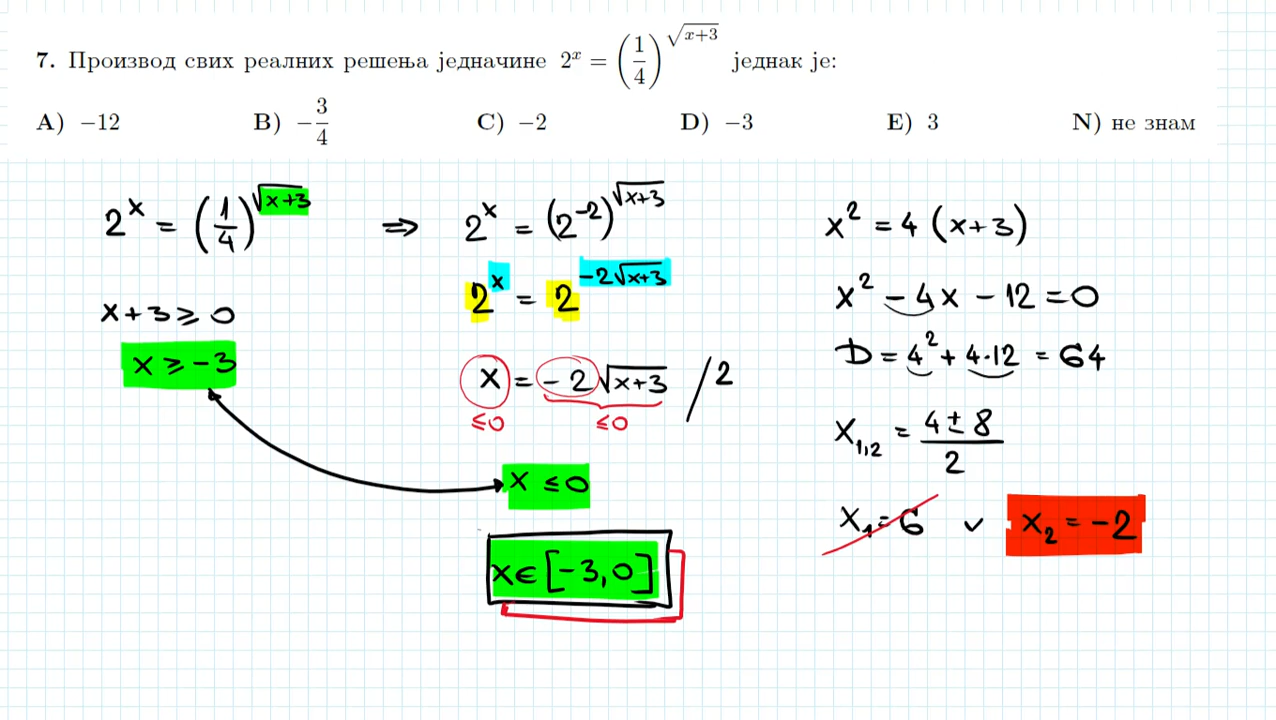 7. Производ свих реалних решења једначине 2^x = (1/4)^√(x+3) једнак је:
A) −12 B) −3/4 C) −2 D) −3 E) 3 N) не знам
2^x = (1/4)^√(x+3) ⇒ 2^x = (2^-2)^√(x+3)
x+3 ≥ 0
x ≥ -3
2^x = 2^(-2√(x+3))
x = -2√(x+3) /2
≤0 ≤0
x ≤ 0
x ∈ [-3,0]
x² = 4(x+3)
x² - 4x - 12 = 0
D = 4² + 4·12 = 64
x1,2 = (4 ± 8)/2
x1 = 6 ∨ x2 = -2